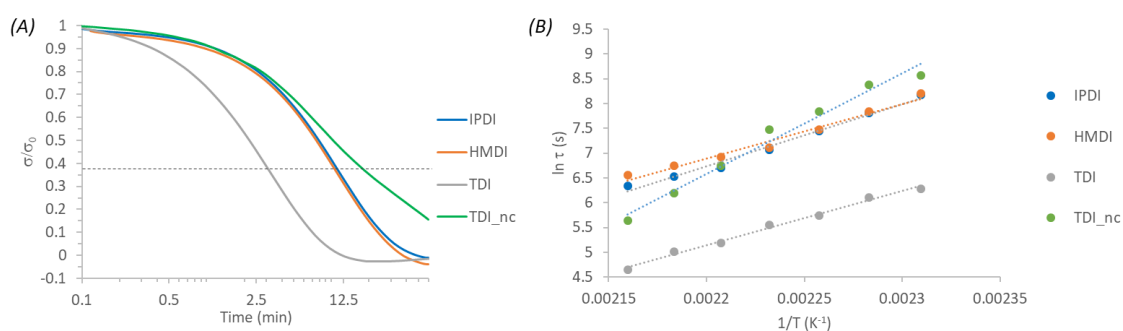 (A)
σ/σ0
1
0.9
0.8
0.7
0.6
0.5
0.4
0.3
0.2
0.1
0
-0.1
0.1
0.5
2.5
12.5
Time (min)
IPDI
HMDI
TDI
TDI_nc
(B)
ln τ (s)
9.5
9
8.5
8
7.5
7
6.5
6
5.5
5
4.5
0.00215
0.0022
0.00225
0.0023
0.00235
1/T (K-1)
IPDI
HMDI
TDI
TDI_nc